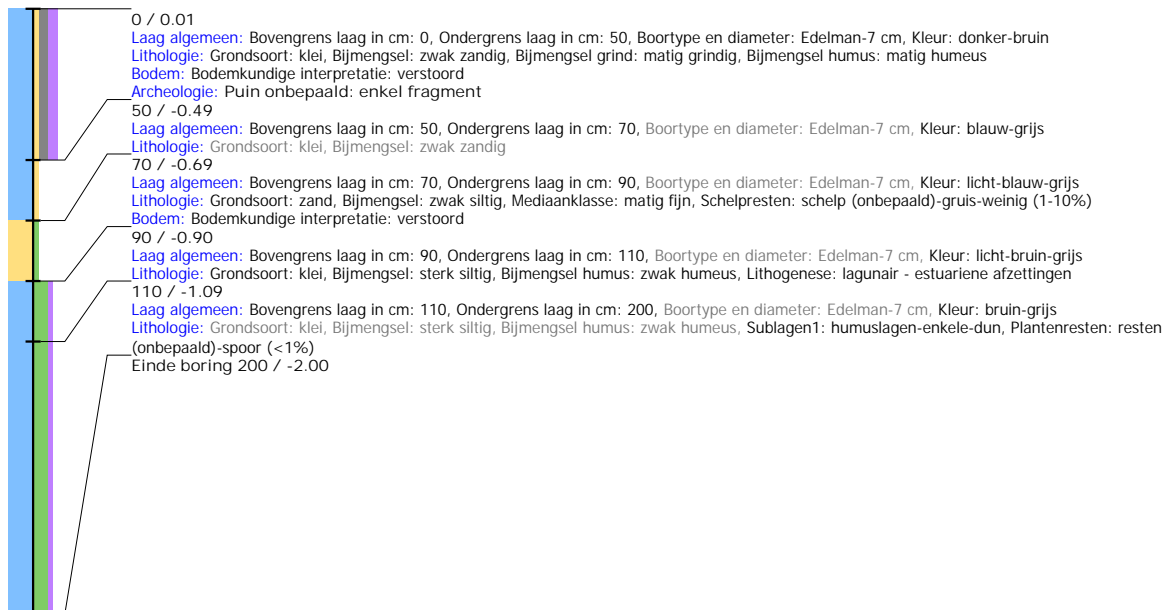 0 / 0.01
Laag algemeen: Bovengrens laag in cm: 0, Ondergrens laag in cm: 50, Boortype en diameter: Edelman-7 cm, Kleur: donker-bruin
Lithologie: Grondsoort: klei, Bijmengsel: zwak zandig, Bijmengsel grind: matig grindig, Bijmengsel humus: matig humeus
Bodem: Bodemkundige interpretatie: verstoord
Archeologie: Puin onbepaald: enkel fragment
50 / -0.49
Laag algemeen: Bovengrens laag in cm: 50, Ondergrens laag in cm: 70, Boortype en diameter: Edelman-7 cm, Kleur: blauw-grijs
Lithologie: Grondsoort: klei, Bijmengsel: zwak zandig
70 / -0.69
Laag algemeen: Bovengrens laag in cm: 70, Ondergrens laag in cm: 90, Boortype en diameter: Edelman-7 cm, Kleur: licht-blauw-grijs
Lithologie: Grondsoort: zand, Bijmengsel: zwak siltig, Mediaanklasse: matig fijn, Schelpresten: schelp (onbepaald)-gruis-weinig (1-10%)
Bodem: Bodemkundige interpretatie: verstoord
90 / -0.90
Laag algemeen: Bovengrens laag in cm: 90, Ondergrens laag in cm: 110, Boortype en diameter: Edelman-7 cm, Kleur: licht-bruin-grijs
Lithologie: Grondsoort: klei, Bijmengsel: sterk siltig, Bijmengsel humus: zwak humeus, Lithogenese: lagunair - estuariene afzettingen
110 / -1.09
Laag algemeen: Bovengrens laag in cm: 110, Ondergrens laag in cm: 200, Boortype en diameter: Edelman-7 cm, Kleur: bruin-grijs
Lithologie: Grondsoort: klei, Bijmengsel: sterk siltig, Bijmengsel humus: zwak humeus, Sublagen1: humuslagen-enkele-dun, Plantenresten: resten
(onbepaald)-spoor (<1%)
Einde boring 200 / -2.00